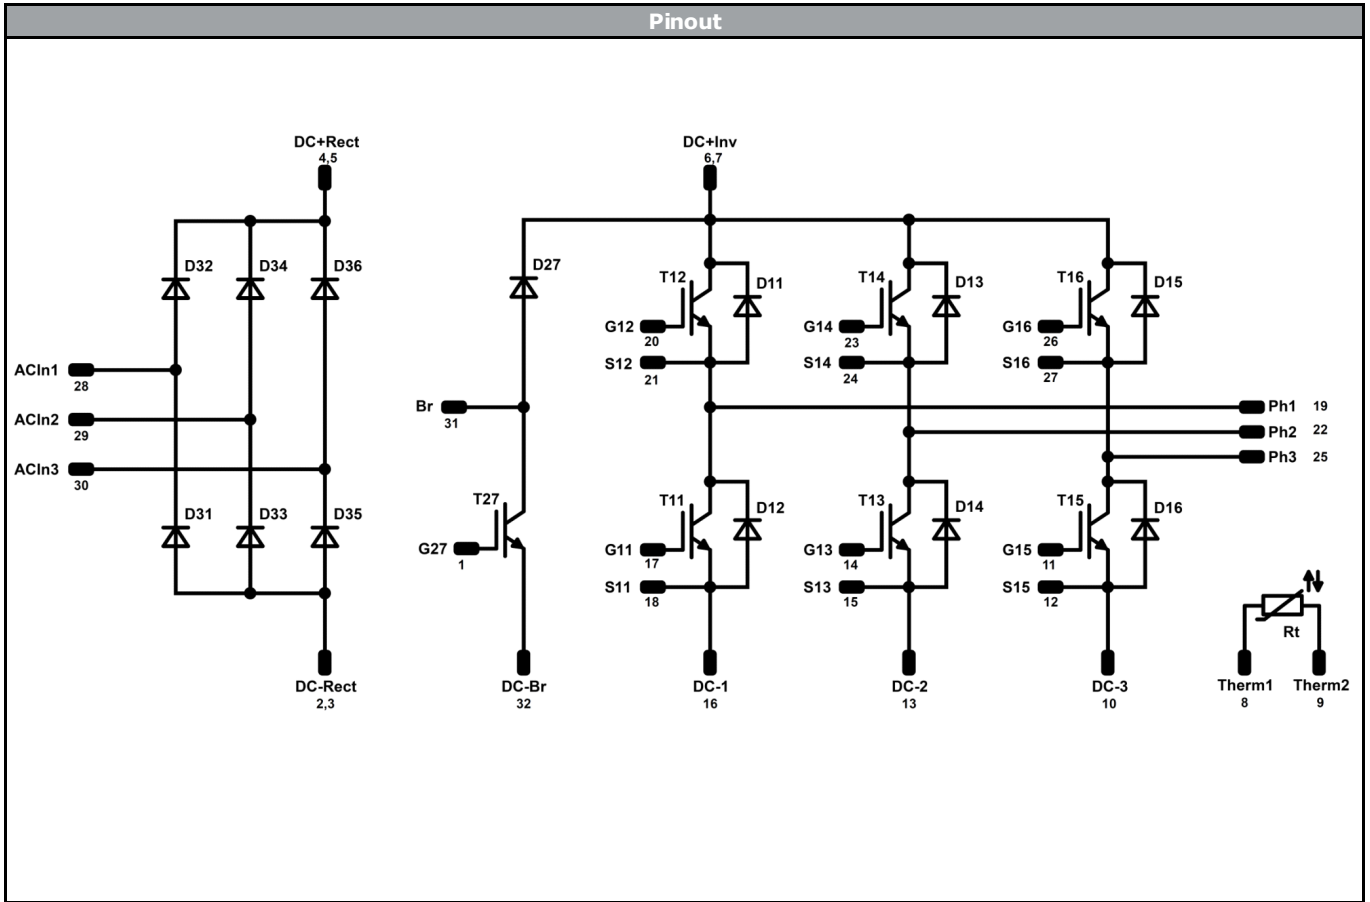 Pinout
DC+Rect
4,5
DC+Inv
6,7
D32
D34
D36
D27
T12
D11
T14
D13
T16
D15
G12
20
G14
23
G16
26
S12
21
S14
24
S16
27
ACIn1
28
ACIn2
29
ACIn3
30
Br
31
Ph1 19
Ph2 22
Ph3 25
D31
D33
D35
T27
T11
D12
T13
D14
T15
D16
G27
1
G11
17
G13
14
G15
11
S11
18
S13
15
S15
12
Rt
DC-Rect
2,3
DC-Br
32
DC-1
16
DC-2
13
DC-3
10
Therm1
8
Therm2
9